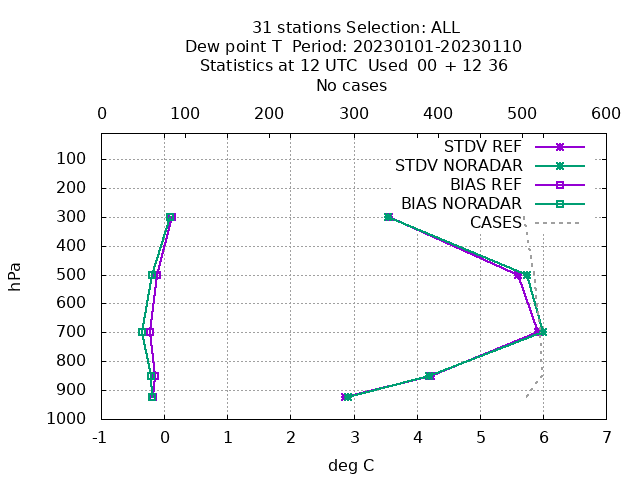 31 stations Selection: ALL
Dew point T  Period: 20230101-20230110
Statistics at 12 UTC  Used  00 + 12 36
No cases
0 100 200 300 400 500 600
STDV REF
STDV NORADAR
BIAS REF
BIAS NORADAR
CASES
100
200
300
400
500
600
700
800
900
1000
hPa
-1 0 1 2 3 4 5 6 7
deg C